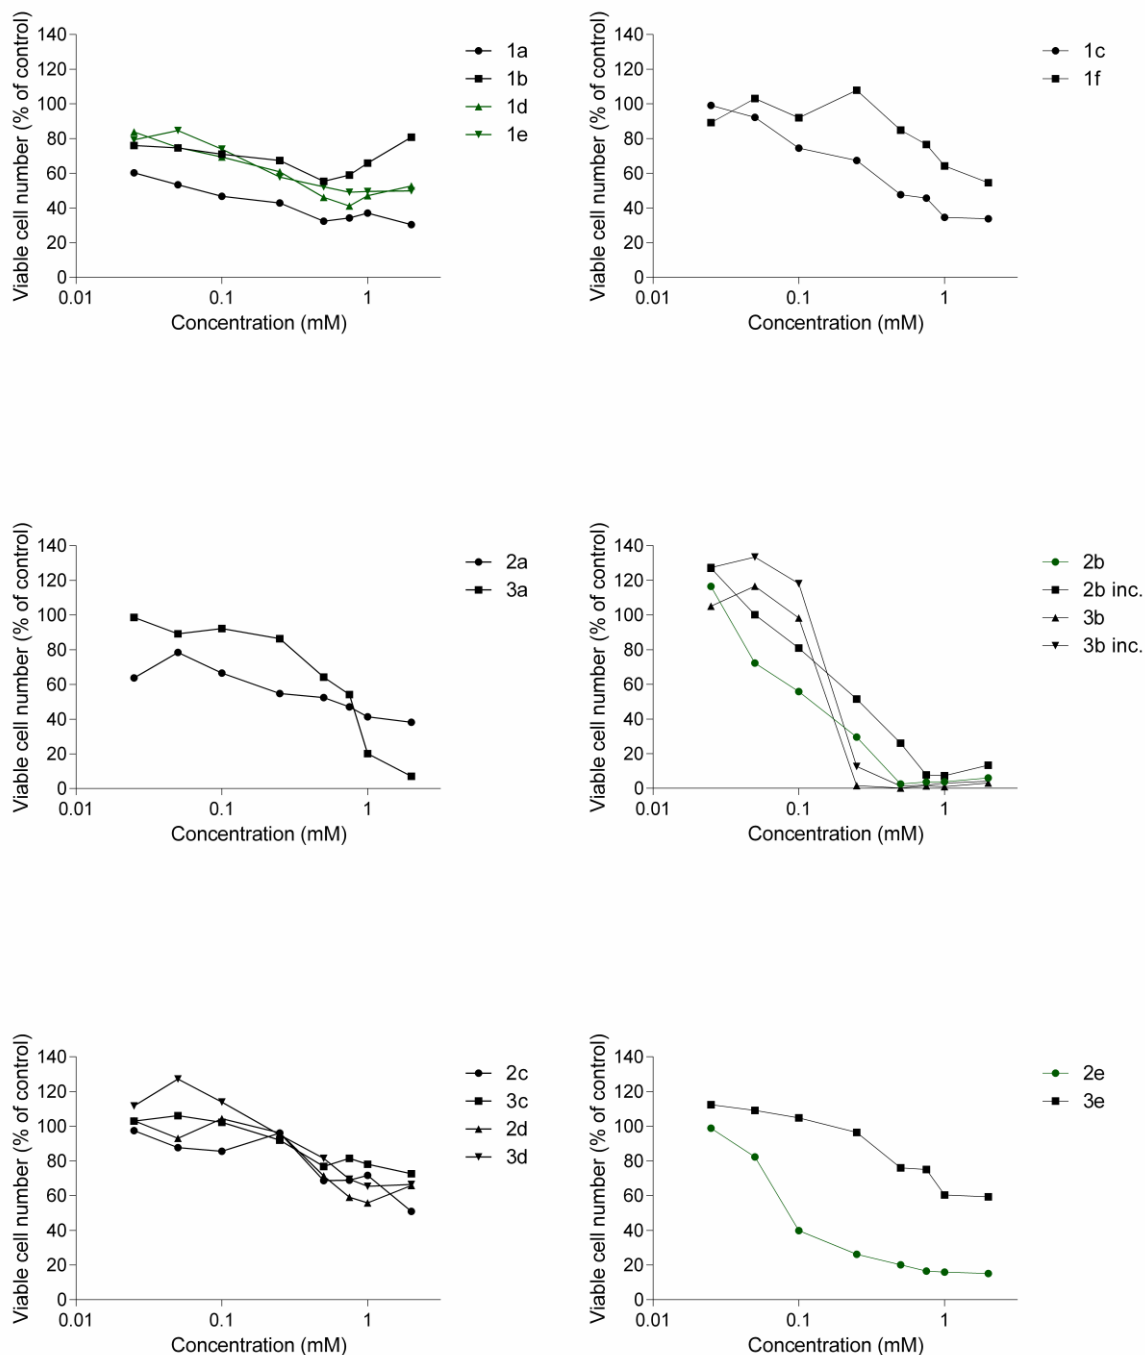 Viable cell number (% of control)
140
120
100
80
60
40
20
0
0.01
0.1
1
Concentration (mM)
1a
1b
1d
1e
Viable cell number (% of control)
140
120
100
80
60
40
20
0
0.01
0.1
1
Concentration (mM)
1c
1f
Viable cell number (% of control)
140
120
100
80
60
40
20
0
0.01
0.1
1
Concentration (mM)
2a
3a
Viable cell number (% of control)
140
120
100
80
60
40
20
0
0.01
0.1
1
Concentration (mM)
2b
2b inc.
3b
3b inc.
Viable cell number (% of control)
140
120
100
80
60
40
20
0
0.01
0.1
1
Concentration (mM)
2c
3c
2d
3d
Viable cell number (% of control)
140
120
100
80
60
40
20
0
0.01
0.1
1
Concentration (mM)
2e
3e